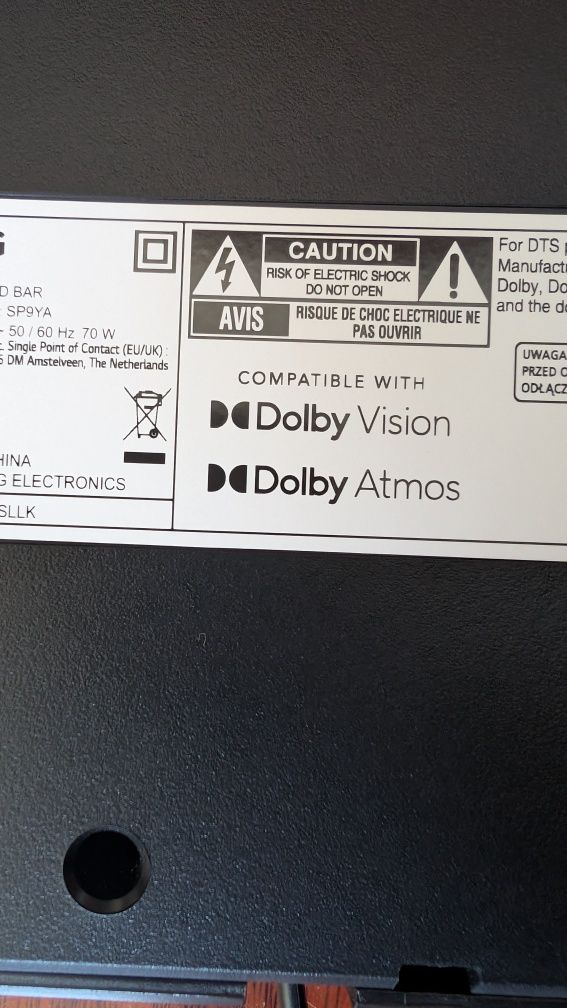 G
D BAR
: SP9YA
~ 50 / 60 Hz 70 W
. Single Point of Contact (EU/UK) :
DM Amstelveen, The Netherlands
HINA
G ELECTRONICS
SLLK
CAUTION
RISK OF ELECTRIC SHOCK
DO NOT OPEN
AVIS
RISQUE DE CHOC ELECTRIQUE NE
PAS OUVRIR
COMPATIBLE WITH
Dolby Vision
Dolby Atmos
For DTS p
Manufactu
Dolby, Do
and the do
UWAGA
PRZED O
ODŁĄCZ